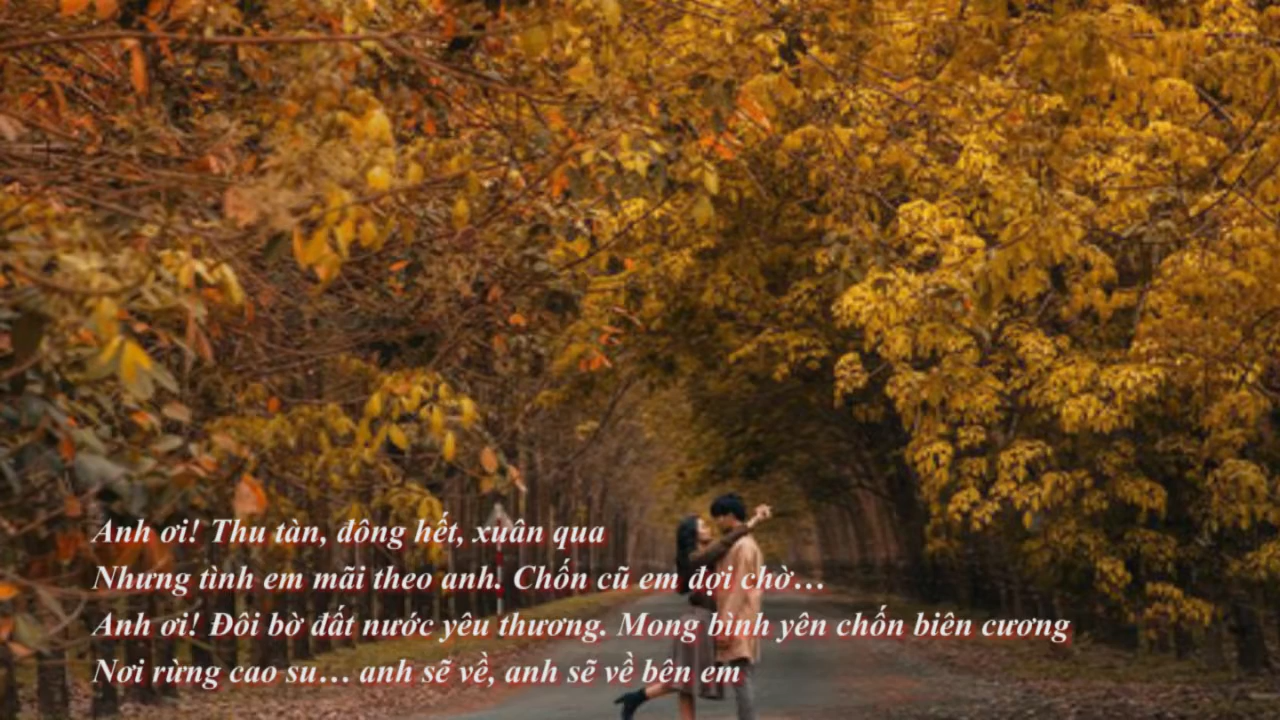 Anh ơi! Thu tàn, đông hết, xuân qua
Nhưng tình em mãi theo anh. Chốn cũ em đợi chờ…
Anh ơi! Đôi bờ đất nước yêu thương. Mong bình yên chốn biên cương
Nơi rừng cao su… anh sẽ về, anh sẽ về bên em